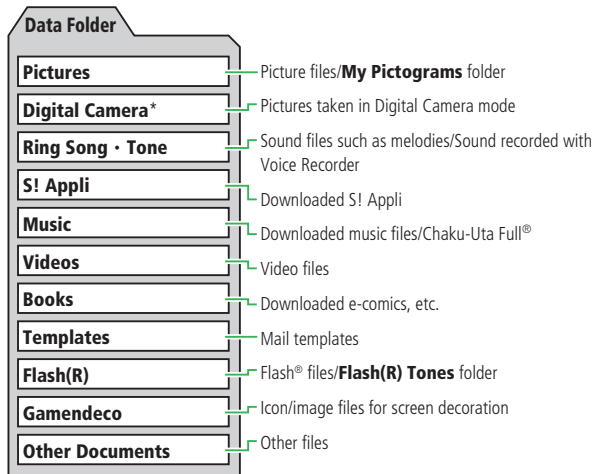 Data Folder
Pictures
Picture files/My Pictograms folder
Digital Camera*
Pictures taken in Digital Camera mode
Ring Song・Tone
Sound files such as melodies/Sound recorded with
Voice Recorder
S! Appli
Downloaded S! Appli
Music
Downloaded music files/Chaku-Uta Full®
Videos
Video files
Books
Downloaded e-comics, etc.
Templates
Mail templates
Flash(R)
Flash® files/Flash(R) Tones folder
Gamendeco
Icon/image files for screen decoration
Other Documents
Other files